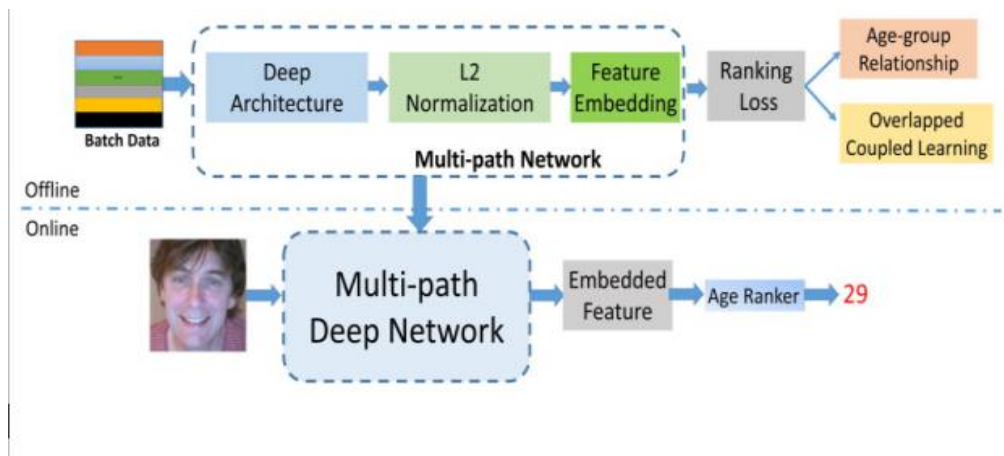 Batch Data
Deep
Architecture
L2
Normalization
Feature
Embedding
Multi-path Network
Ranking
Loss
Age-group
Relationship
Overlapped
Coupled Learning
Offline
Online
Multi-path
Deep Network
Embedded
Feature
Age Ranker
29